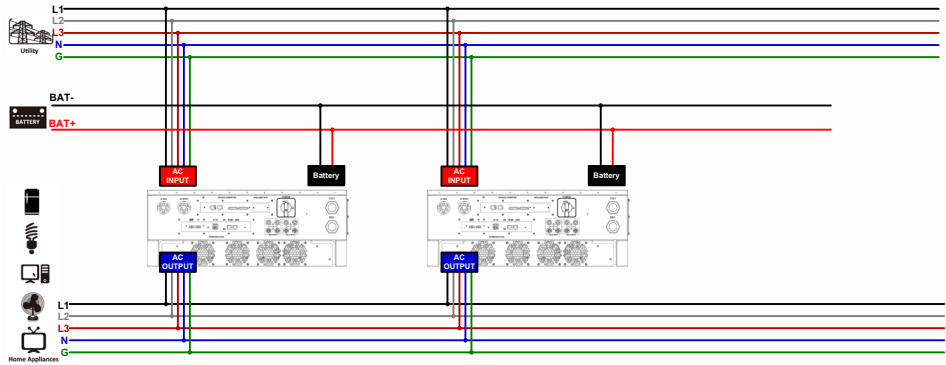 L1
L2
L3
N
G
Utility
BAT-
BATTERY
BAT+
AC
INPUT
Battery
AC
INPUT
Battery
AC
OUTPUT
AC
OUTPUT
L1
L2
L3
N
G
Home Appliances